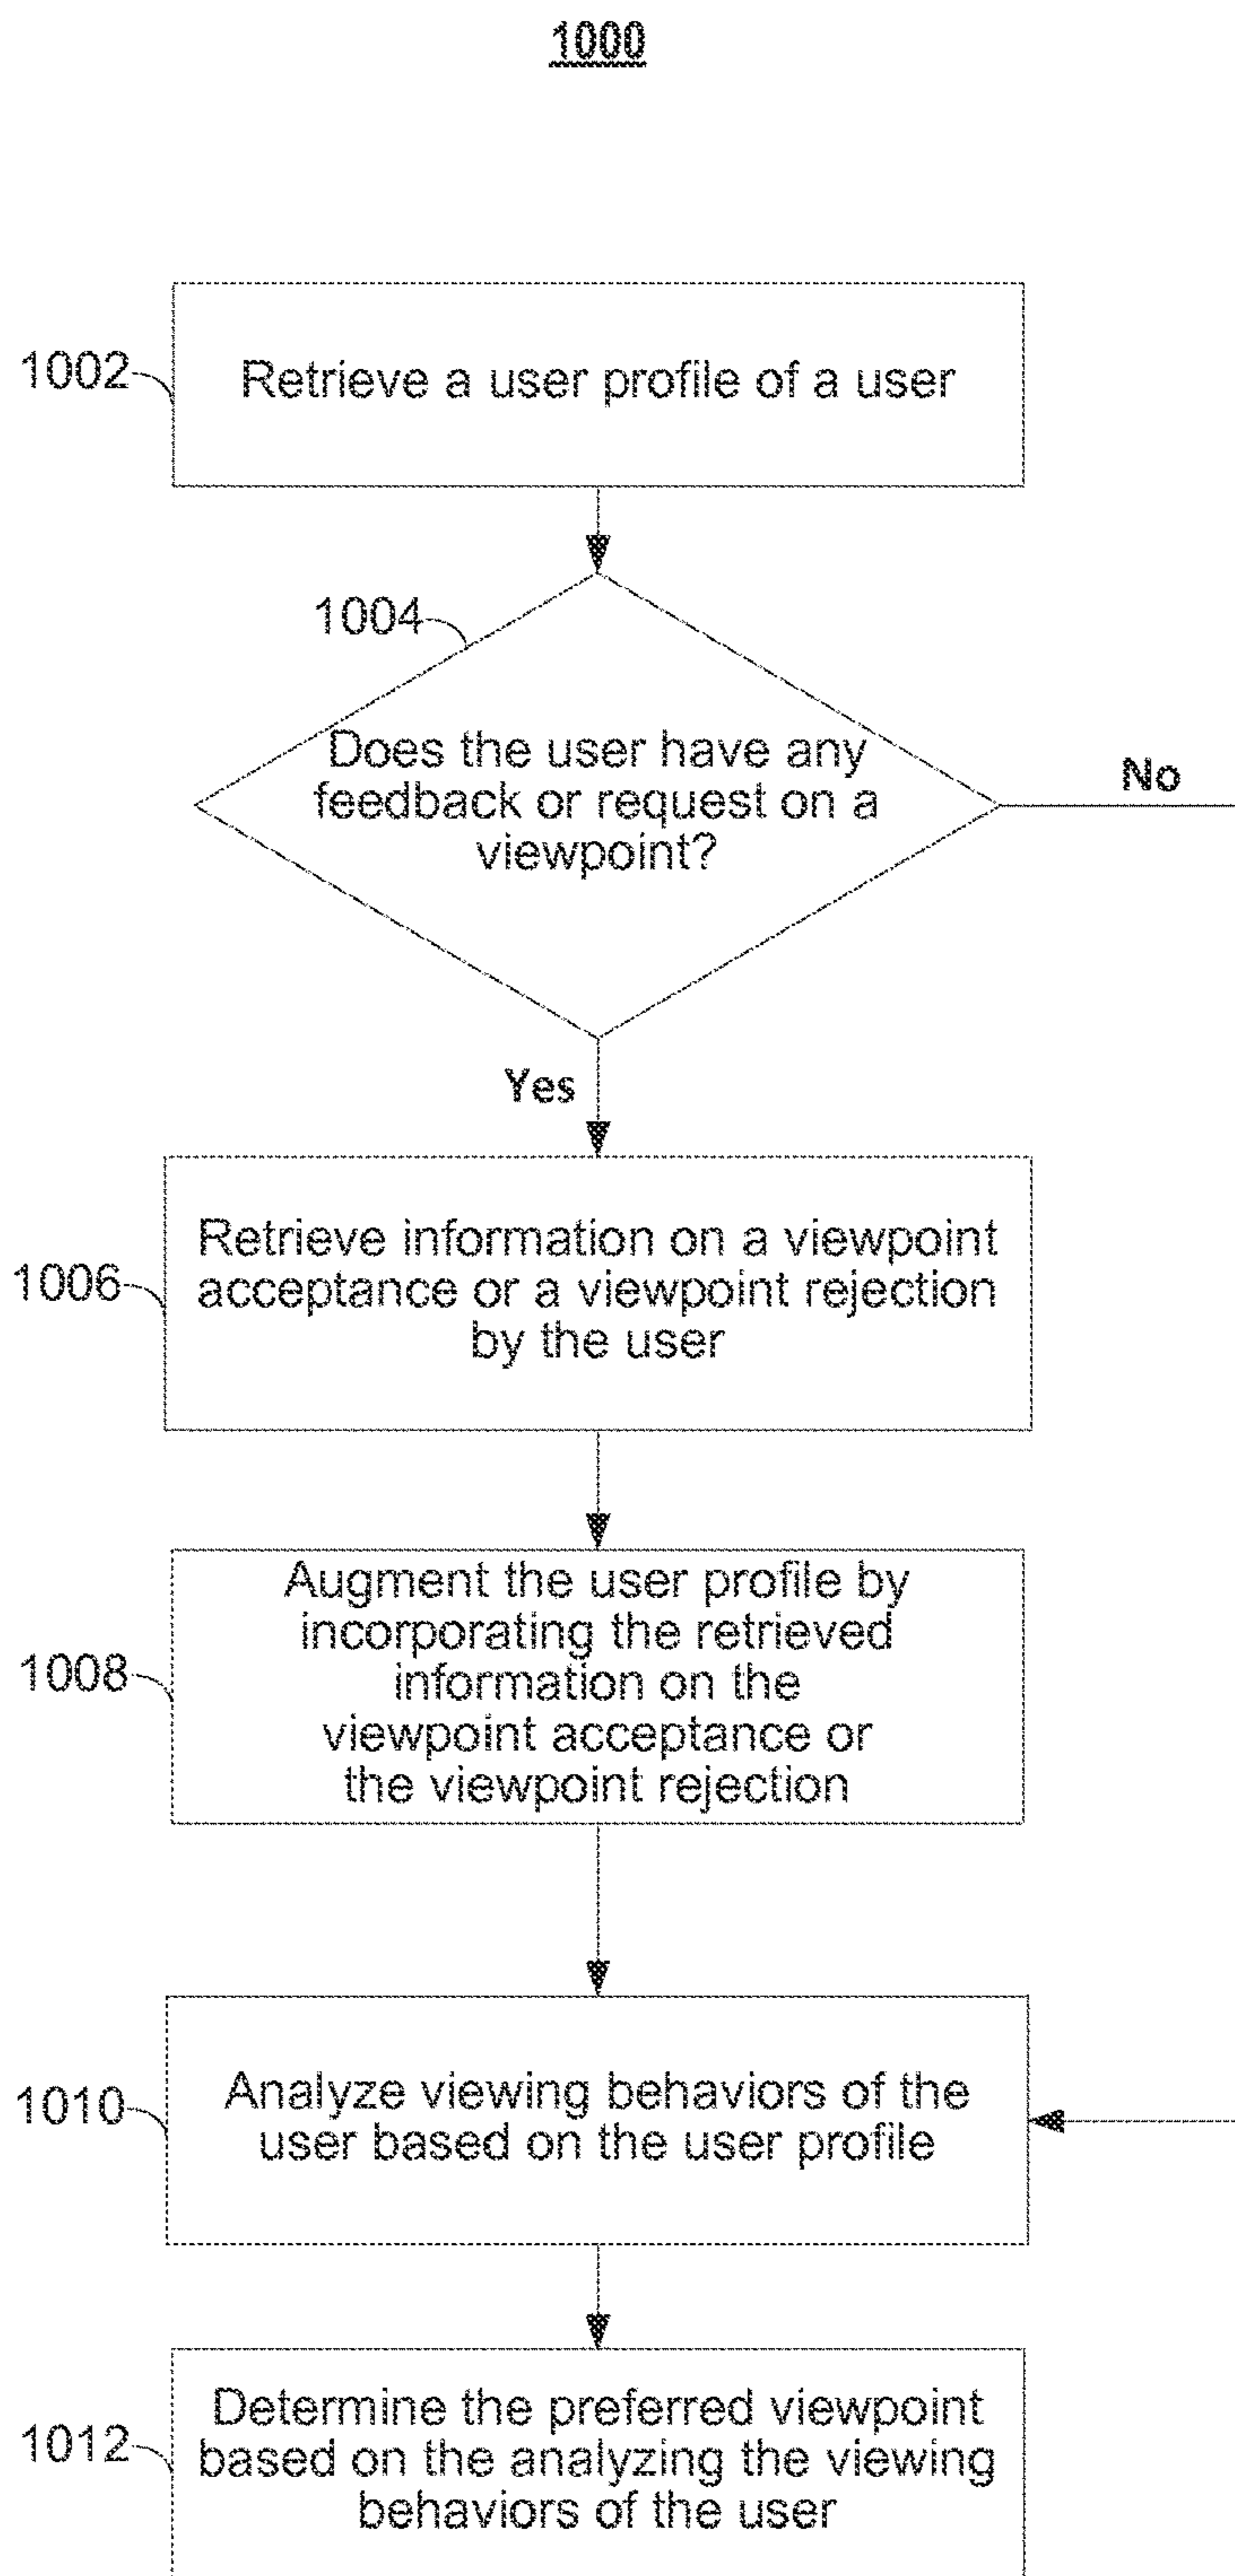 1000
1002
Retrieve a user profile of a user
1004
Does the user have any
feedback or request on a
viewpoint?
No
Yes
1006
Retrieve information on a viewpoint
acceptance or a viewpoint rejection
by the user
1008
Augment the user profile by
incorporating the retrieved
information on the
viewpoint acceptance or
the viewpoint rejection
1010
Analyze viewing behaviors of the
user based on the user profile
1012
Determine the preferred viewpoint
based on the analyzing the viewing
behaviors of the user